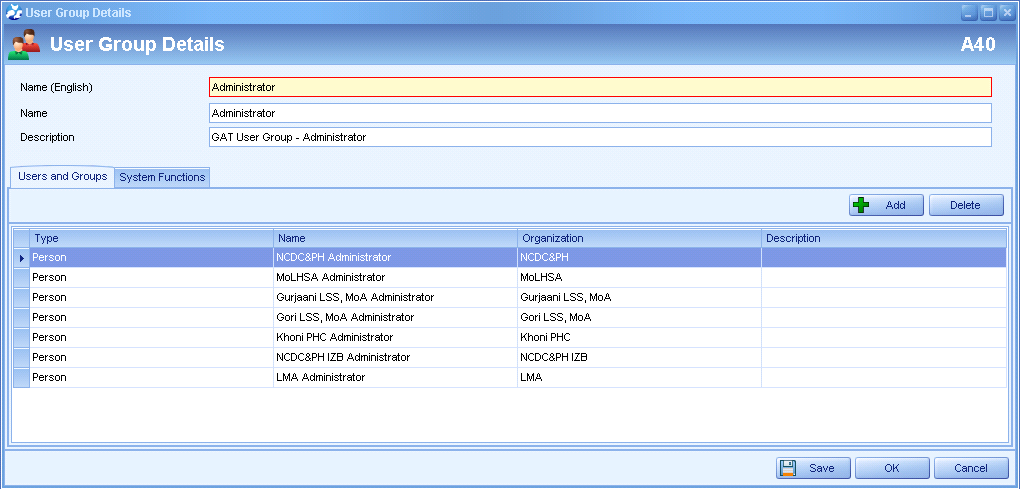 User Group Details
User Group Details A40
Name (English) Administrator
Name Administrator
Description GAT User Group - Administrator
Users and Groups System Functions
Add Delete
Type Name Organization Description
Person NCDC&PH Administrator NCDC&PH
Person MoLHSA Administrator MoLHSA
Person Gurjaani LSS, MoA Administrator Gurjaani LSS, MoA
Person Gori LSS, MoA Administrator Gori LSS, MoA
Person Khoni PHC Administrator Khoni PHC
Person NCDC&PH IZB Administrator NCDC&PH IZB
Person LMA Administrator LMA
Save OK Cancel